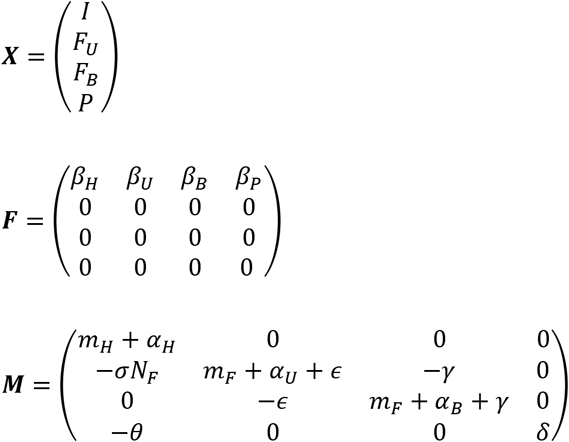 I
F_U
X =
F_B
P
β_H β_U β_B β_P
0 0 0 0
F =
0 0 0 0
0 0 0 0
m_H + α_H 0 0 0
−σN_F m_F + α_U + ϵ −γ 0
M =
0 −ϵ m_F + α_B + γ 0
−θ 0 0 δ